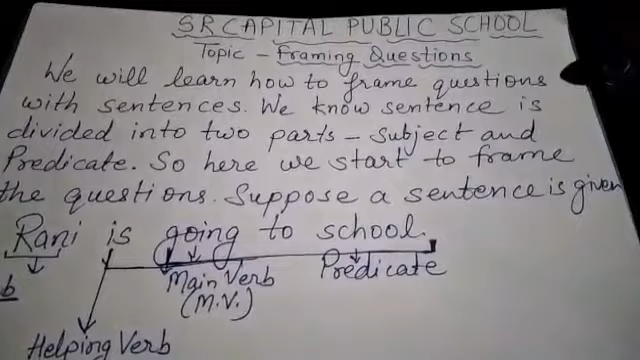 SR CAPITAL PUBLIC SCHOOL
Topic - Framing Questions
We will learn how to frame questions
with sentences. We know sentence is
divided into two parts - Subject and
Predicate. So here we start to frame
the questions. Suppose a sentence is given
Rani is going to school.
Main Verb Predicate
(M.V.)
b
Helping Verb